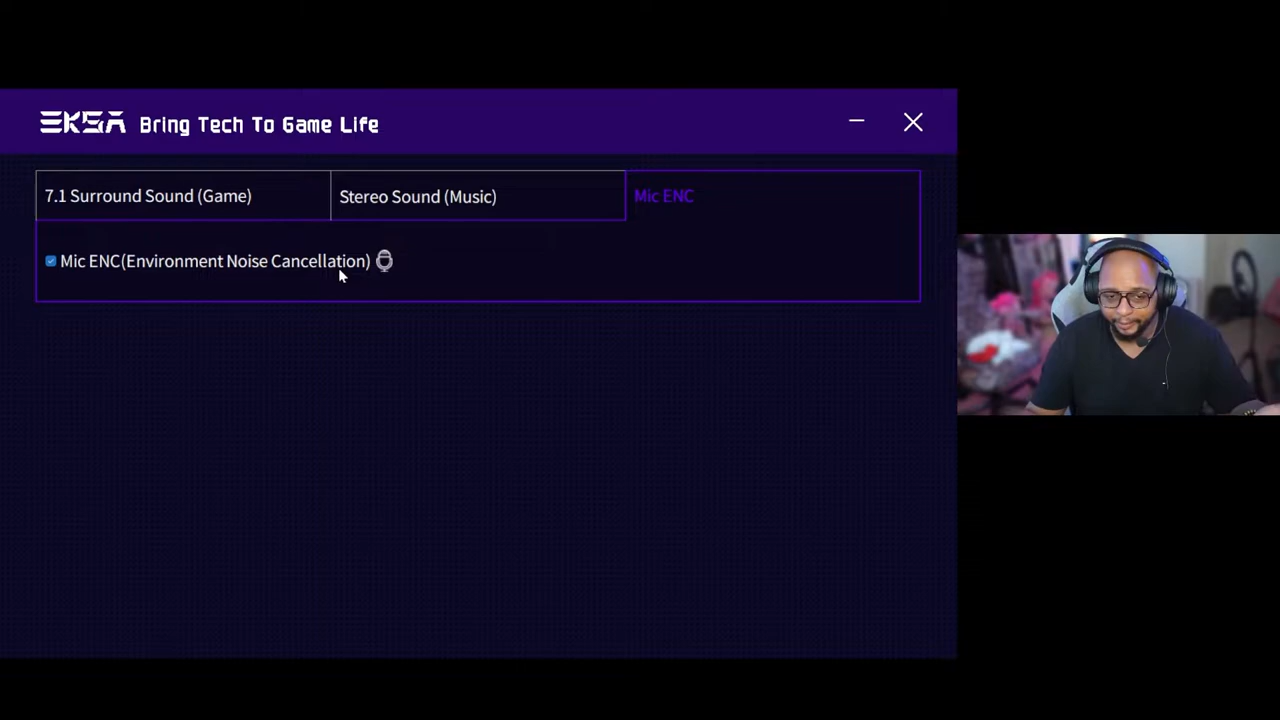 EKSA Bring Tech To Game Life
7.1 Surround Sound (Game)
Stereo Sound (Music)
Mic ENC
Mic ENC(Environment Noise Cancellation)